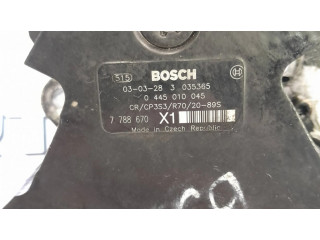 315 BOSCH
03-03-28 3 035365
0 445 010 045
CR/CP3S3/R70/20-89S
7 788 670 X1
Made in Czech Republic